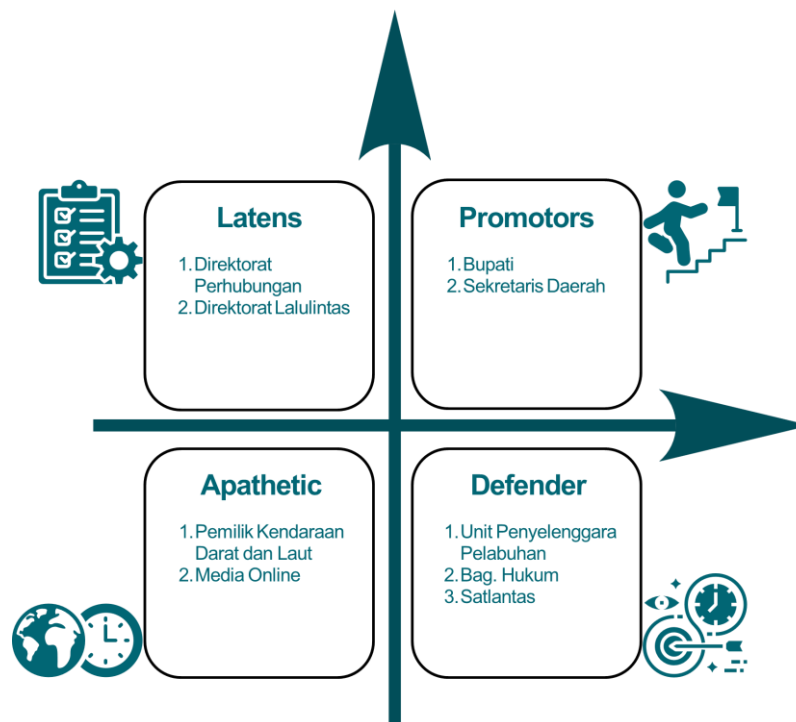 Latens
1. Direktorat
Perhubungan
2. Direktorat Lalulintas
Promotors
1. Bupati
2. Sekretaris Daerah
Apathetic
1. Pemilik Kendaraan
Darat dan Laut
2. Media Online
Defender
1. Unit Penyelenggara
Pelabuhan
2. Bag. Hukum
3. Satlantas